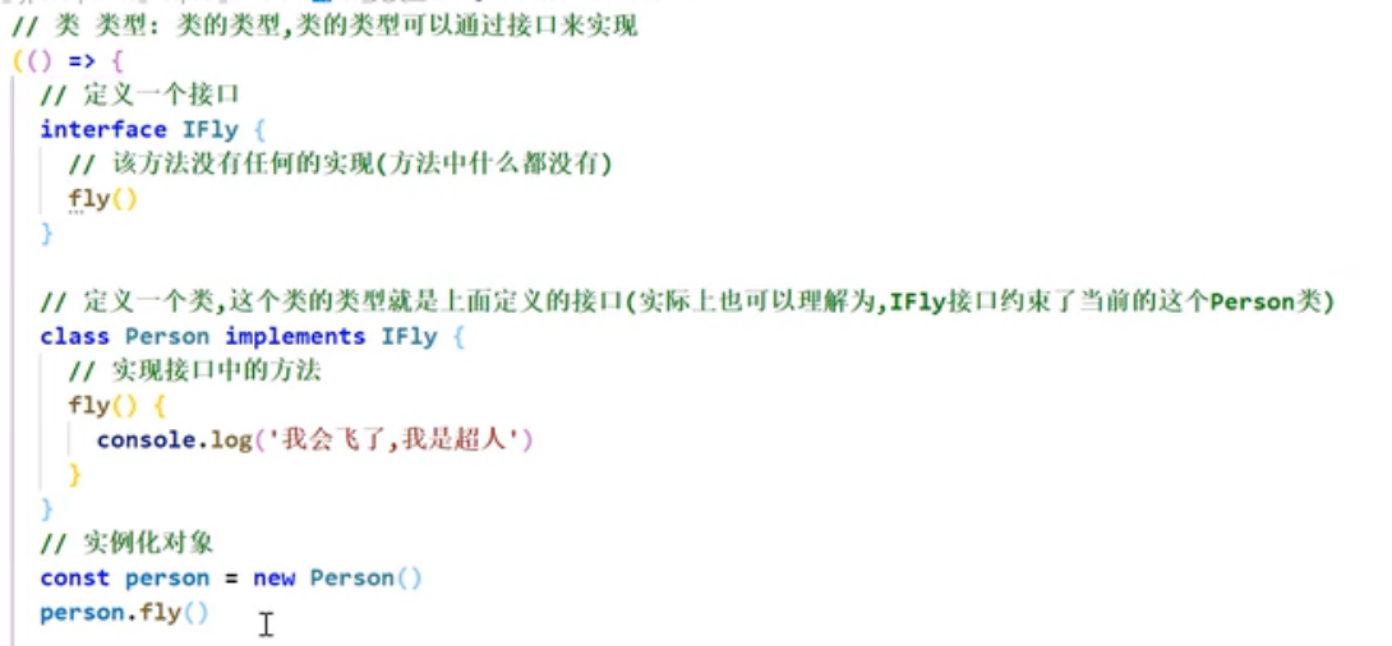 // 类 类型: 类的类型,类的类型可以通过接口来实现
(() => {
// 定义一个接口
interface IFly {
// 该方法没有任何的实现(方法中什么都没有)
fly()
}
// 定义一个类,这个类的类型就是上面定义的接口(实际上也可以理解为,IFly接口约束了当前的这个Person类)
class Person implements IFly {
// 实现接口中的方法
fly() {
console.log('我会飞了,我是超人')
}
}
// 实例化对象
const person = new Person()
person.fly()